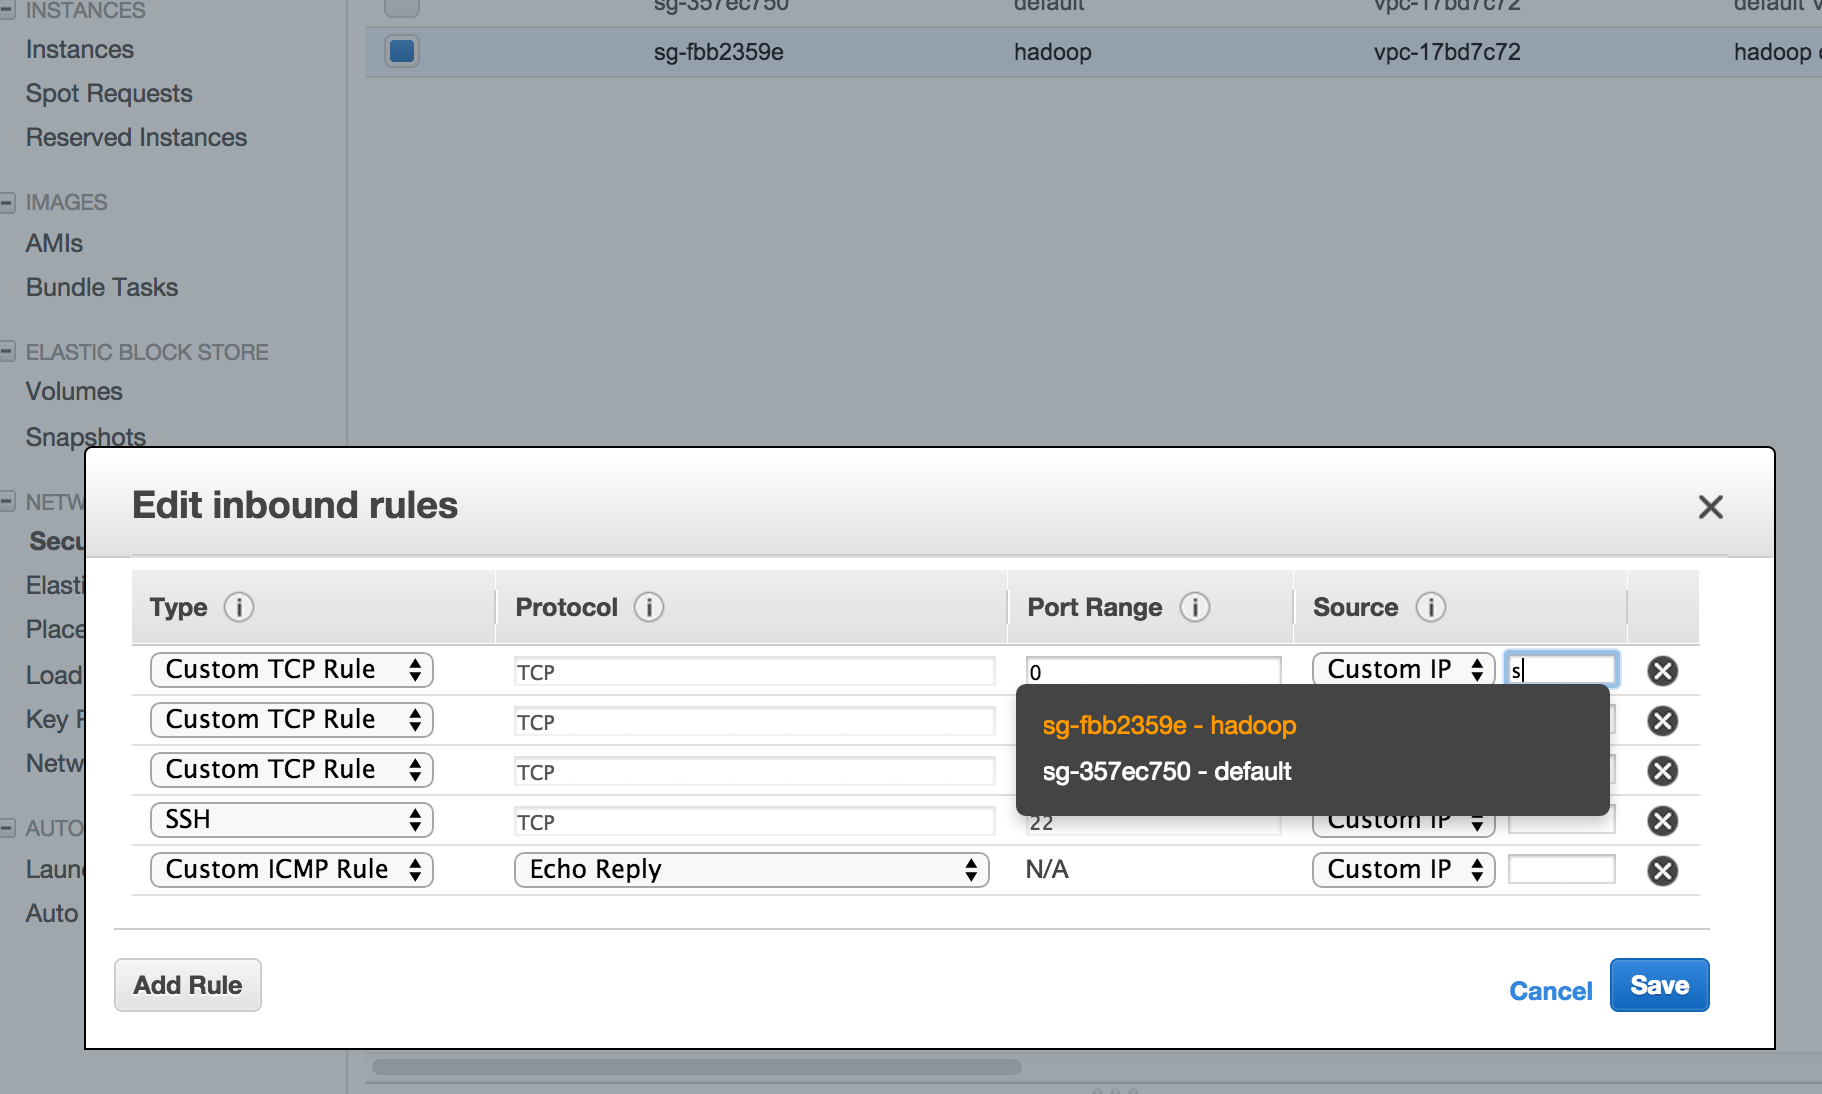 INSTANCES
sg-357ec750 default vpc-17bd7c72 default
Instances
sg-fbb2359e hadoop vpc-17bd7c72 hadoop
Spot Requests
Reserved Instances
IMAGES
AMIs
Bundle Tasks
ELASTIC BLOCK STORE
Volumes
Snapshots
NETW
Secu
Elasti
Place
Load
Key
Netw
AUTO
Laun
Auto
Edit inbound rules
Type i Protocol i Port Range i Source i
Custom TCP Rule TCP 0 Custom IP s
Custom TCP Rule TCP
sg-fbb2359e - hadoop
Custom TCP Rule TCP
sg-357ec750 - default
SSH TCP 22 Custom IP
Custom ICMP Rule Echo Reply N/A Custom IP
Add Rule
Cancel Save